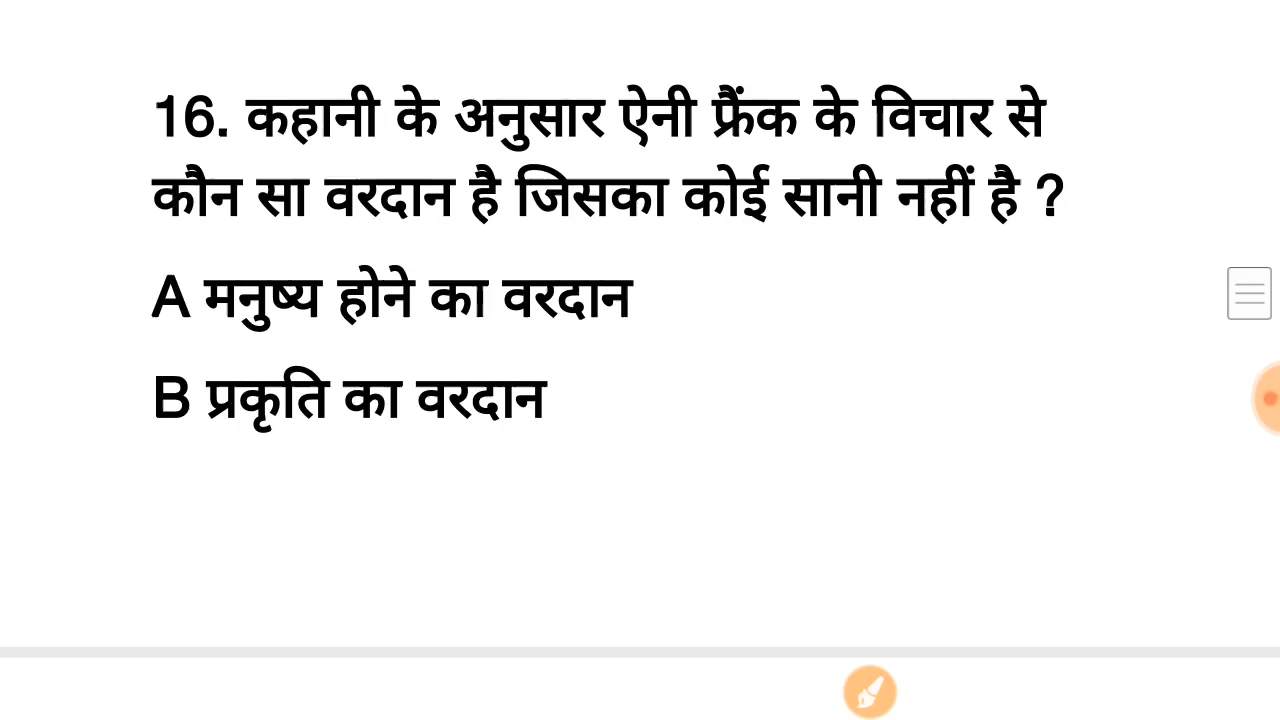 16. कहानी के अनुसार ऐनी फ्रैंक के विचार से
कौन सा वरदान है जिसका कोई सानी नहीं है ?
A मनुष्य होने का वरदान
B प्रकृति का वरदान